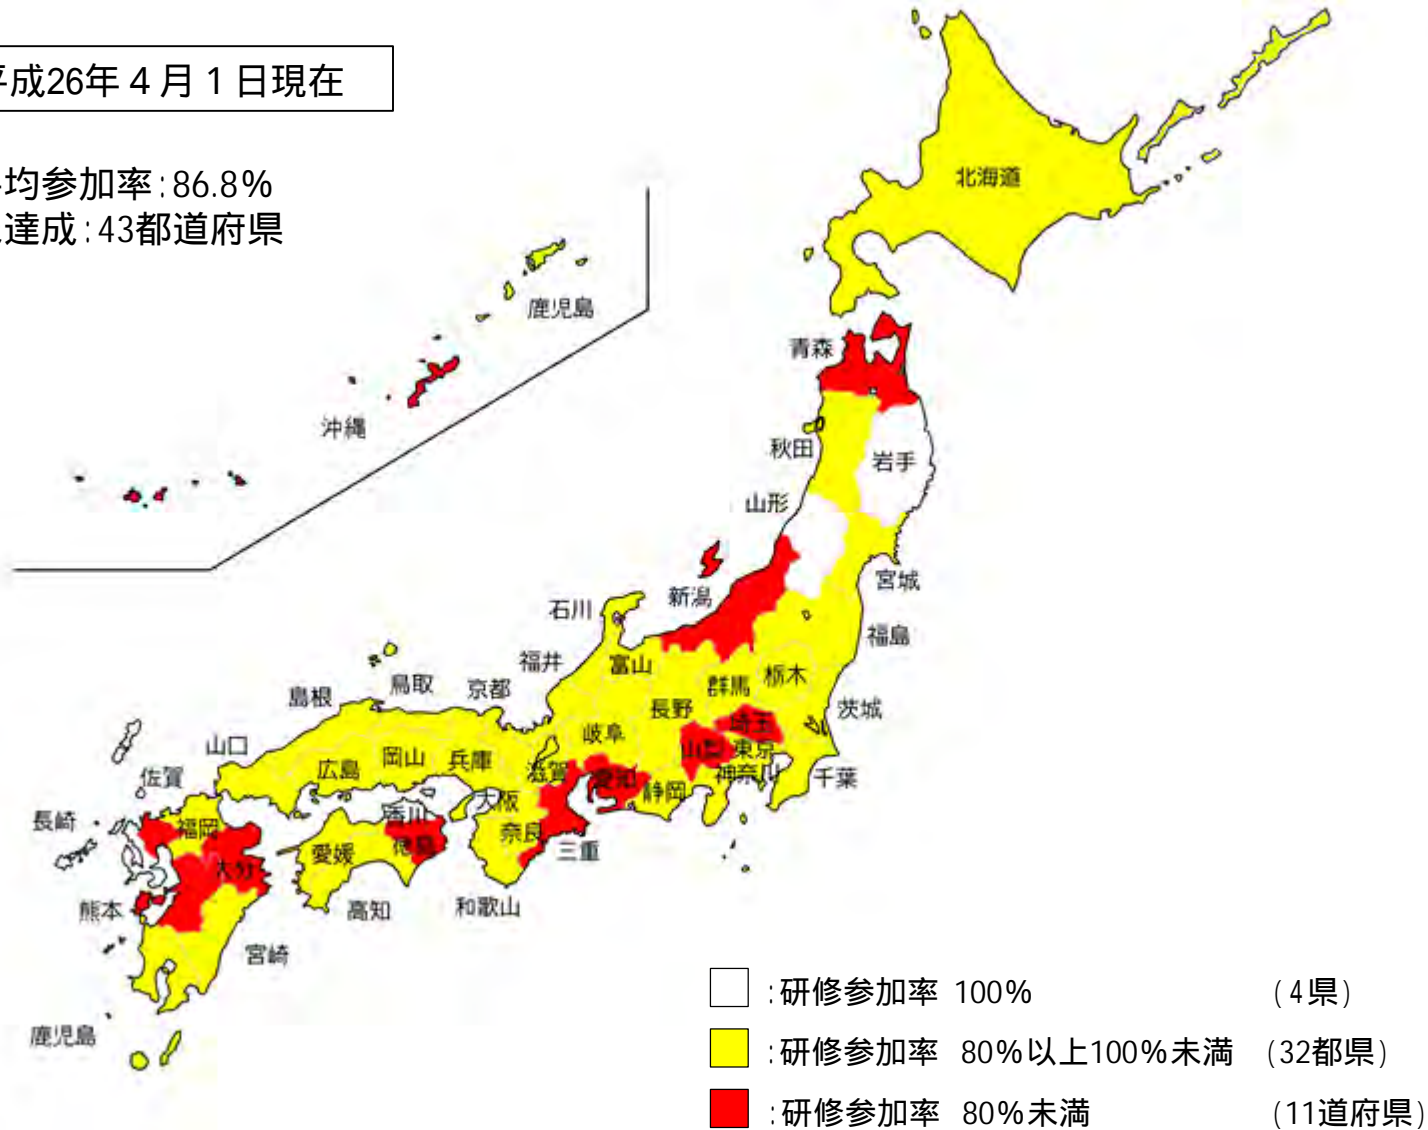 成26年4月1日現在
均参加率:86.8%
達成:43都道府県
北海道
鹿児島
青森
沖縄
秋田
岩手
山形
宮城
新潟
石川
福島
福井
富山
栃木
群馬
鳥取
京都
島根
長野
茨城
埼玉
岐阜
山口
山梨
東京
岡山
兵庫
広島
滋賀
愛知
神奈川
千葉
佐賀
静岡
大阪
香川
長崎
福岡
奈良
徳島
三重
愛媛
大分
熊本
高知
和歌山
宮崎
鹿児島
:研修参加率 100% (4県)
:研修参加率 80%以上100%未満 (32都県)
:研修参加率 80%未満 (11道府県)